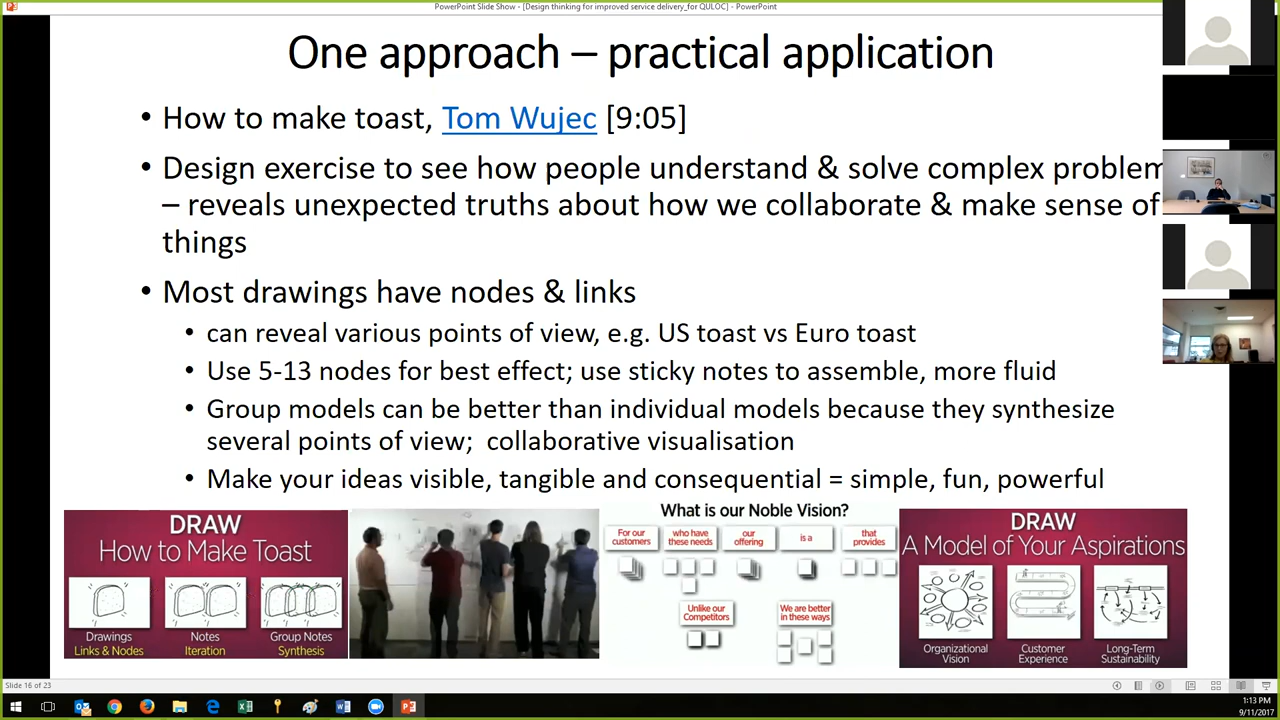 PowerPoint Slide Show - [Design thinking for improved service delivery_for QULOC] - PowerPoint
One approach – practical application
• How to make toast, Tom Wujec [9:05]
• Design exercise to see how people understand & solve complex problem
– reveals unexpected truths about how we collaborate & make sense of
things
• Most drawings have nodes & links
• can reveal various points of view, e.g. US toast vs Euro toast
• Use 5-13 nodes for best effect; use sticky notes to assemble, more fluid
• Group models can be better than individual models because they synthesize
several points of view; collaborative visualisation
• Make your ideas visible, tangible and consequential = simple, fun, powerful
DRAW
How to Make Toast
Drawings
Links & Nodes
Notes
Iteration
Group Notes
Synthesis
What is our Noble Vision?
For our
customers
who have
these needs
our
offering
is a
that
provides
Unlike our
Competitors
We are better
in these ways
DRAW
A Model of Your Aspirations
Organizational
Vision
Customer
Experience
Long-Term
Sustainability
Slide 16 of 23
1:13 PM
9/11/2017